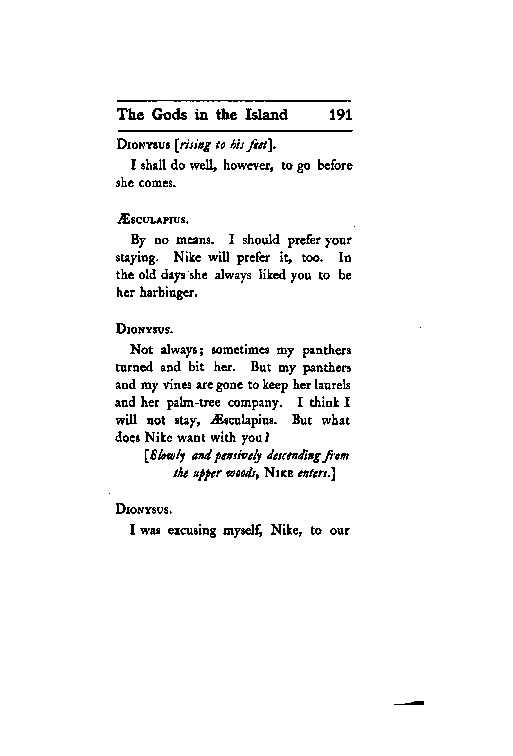 The Gods in the Island 191
DIONYSUS [rising to his feet].
I shall do well, however, to go before
she comes.
ÆSCULAPIUS.
By no means. I should prefer your
staying. Nike will prefer it, too. In
the old days she always liked you to be
her harbinger.
DIONYSUS.
Not always; sometimes my panthers
turned and bit her. But my panthers
and my vines are gone to keep her laurels
and her palm-tree company. I think I
will not stay, Æsculapius. But what
does Nike want with you?
[Slowly and pensively descending from
the upper woods, NIKE enters.]
DIONYSUS.
I was excusing myself, Nike, to our